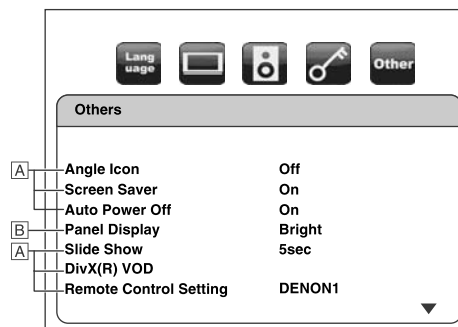 Lang
uage
Other
Others
A Angle Icon Off
Screen Saver On
Auto Power Off On
B Panel Display Bright
A Slide Show 5sec
DivX(R) VOD
Remote Control Setting DENON1